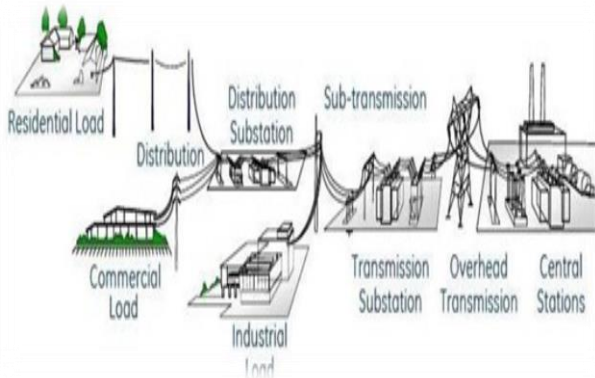 Residential Load
Distribution
Distribution
Substation
Sub-transmission
Commercial
Load
Industrial
Load
Transmission
Substation
Overhead
Transmission
Central
Stations